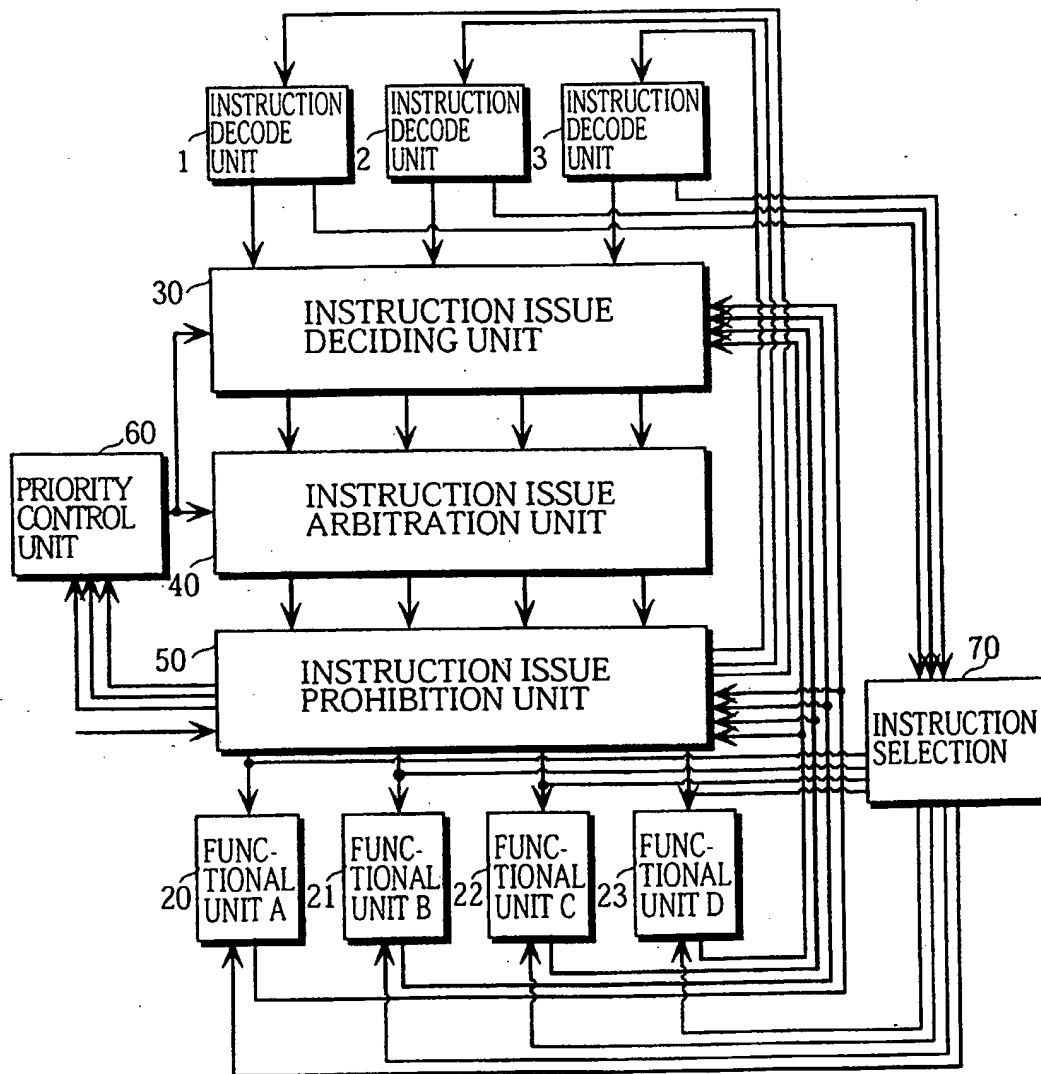 INSTRUCTION
DECODE
UNIT
1
INSTRUCTION
DECODE
UNIT
2
INSTRUCTION
DECODE
UNIT
3
30
INSTRUCTION ISSUE
DECIDING UNIT
60
PRIORITY
CONTROL
UNIT
INSTRUCTION ISSUE
ARBITRATION UNIT
40
50
INSTRUCTION ISSUE
PROHIBITION UNIT
70
INSTRUCTION
SELECTION
FUNC-
TIONAL
UNIT A
20
FUNC-
TIONAL
UNIT B
21
FUNC-
TIONAL
UNIT C
22
FUNC-
TIONAL
UNIT D
23